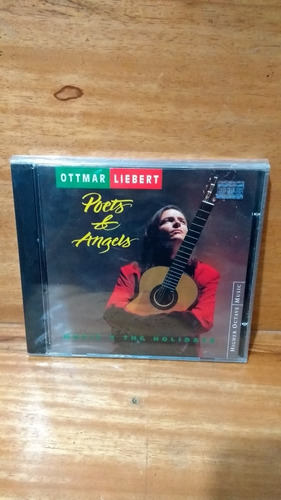 OTTMAR LIEBERT
Poets &
Angels
THE HOLIDAYS
HIGHER OCTAVE MUSIC